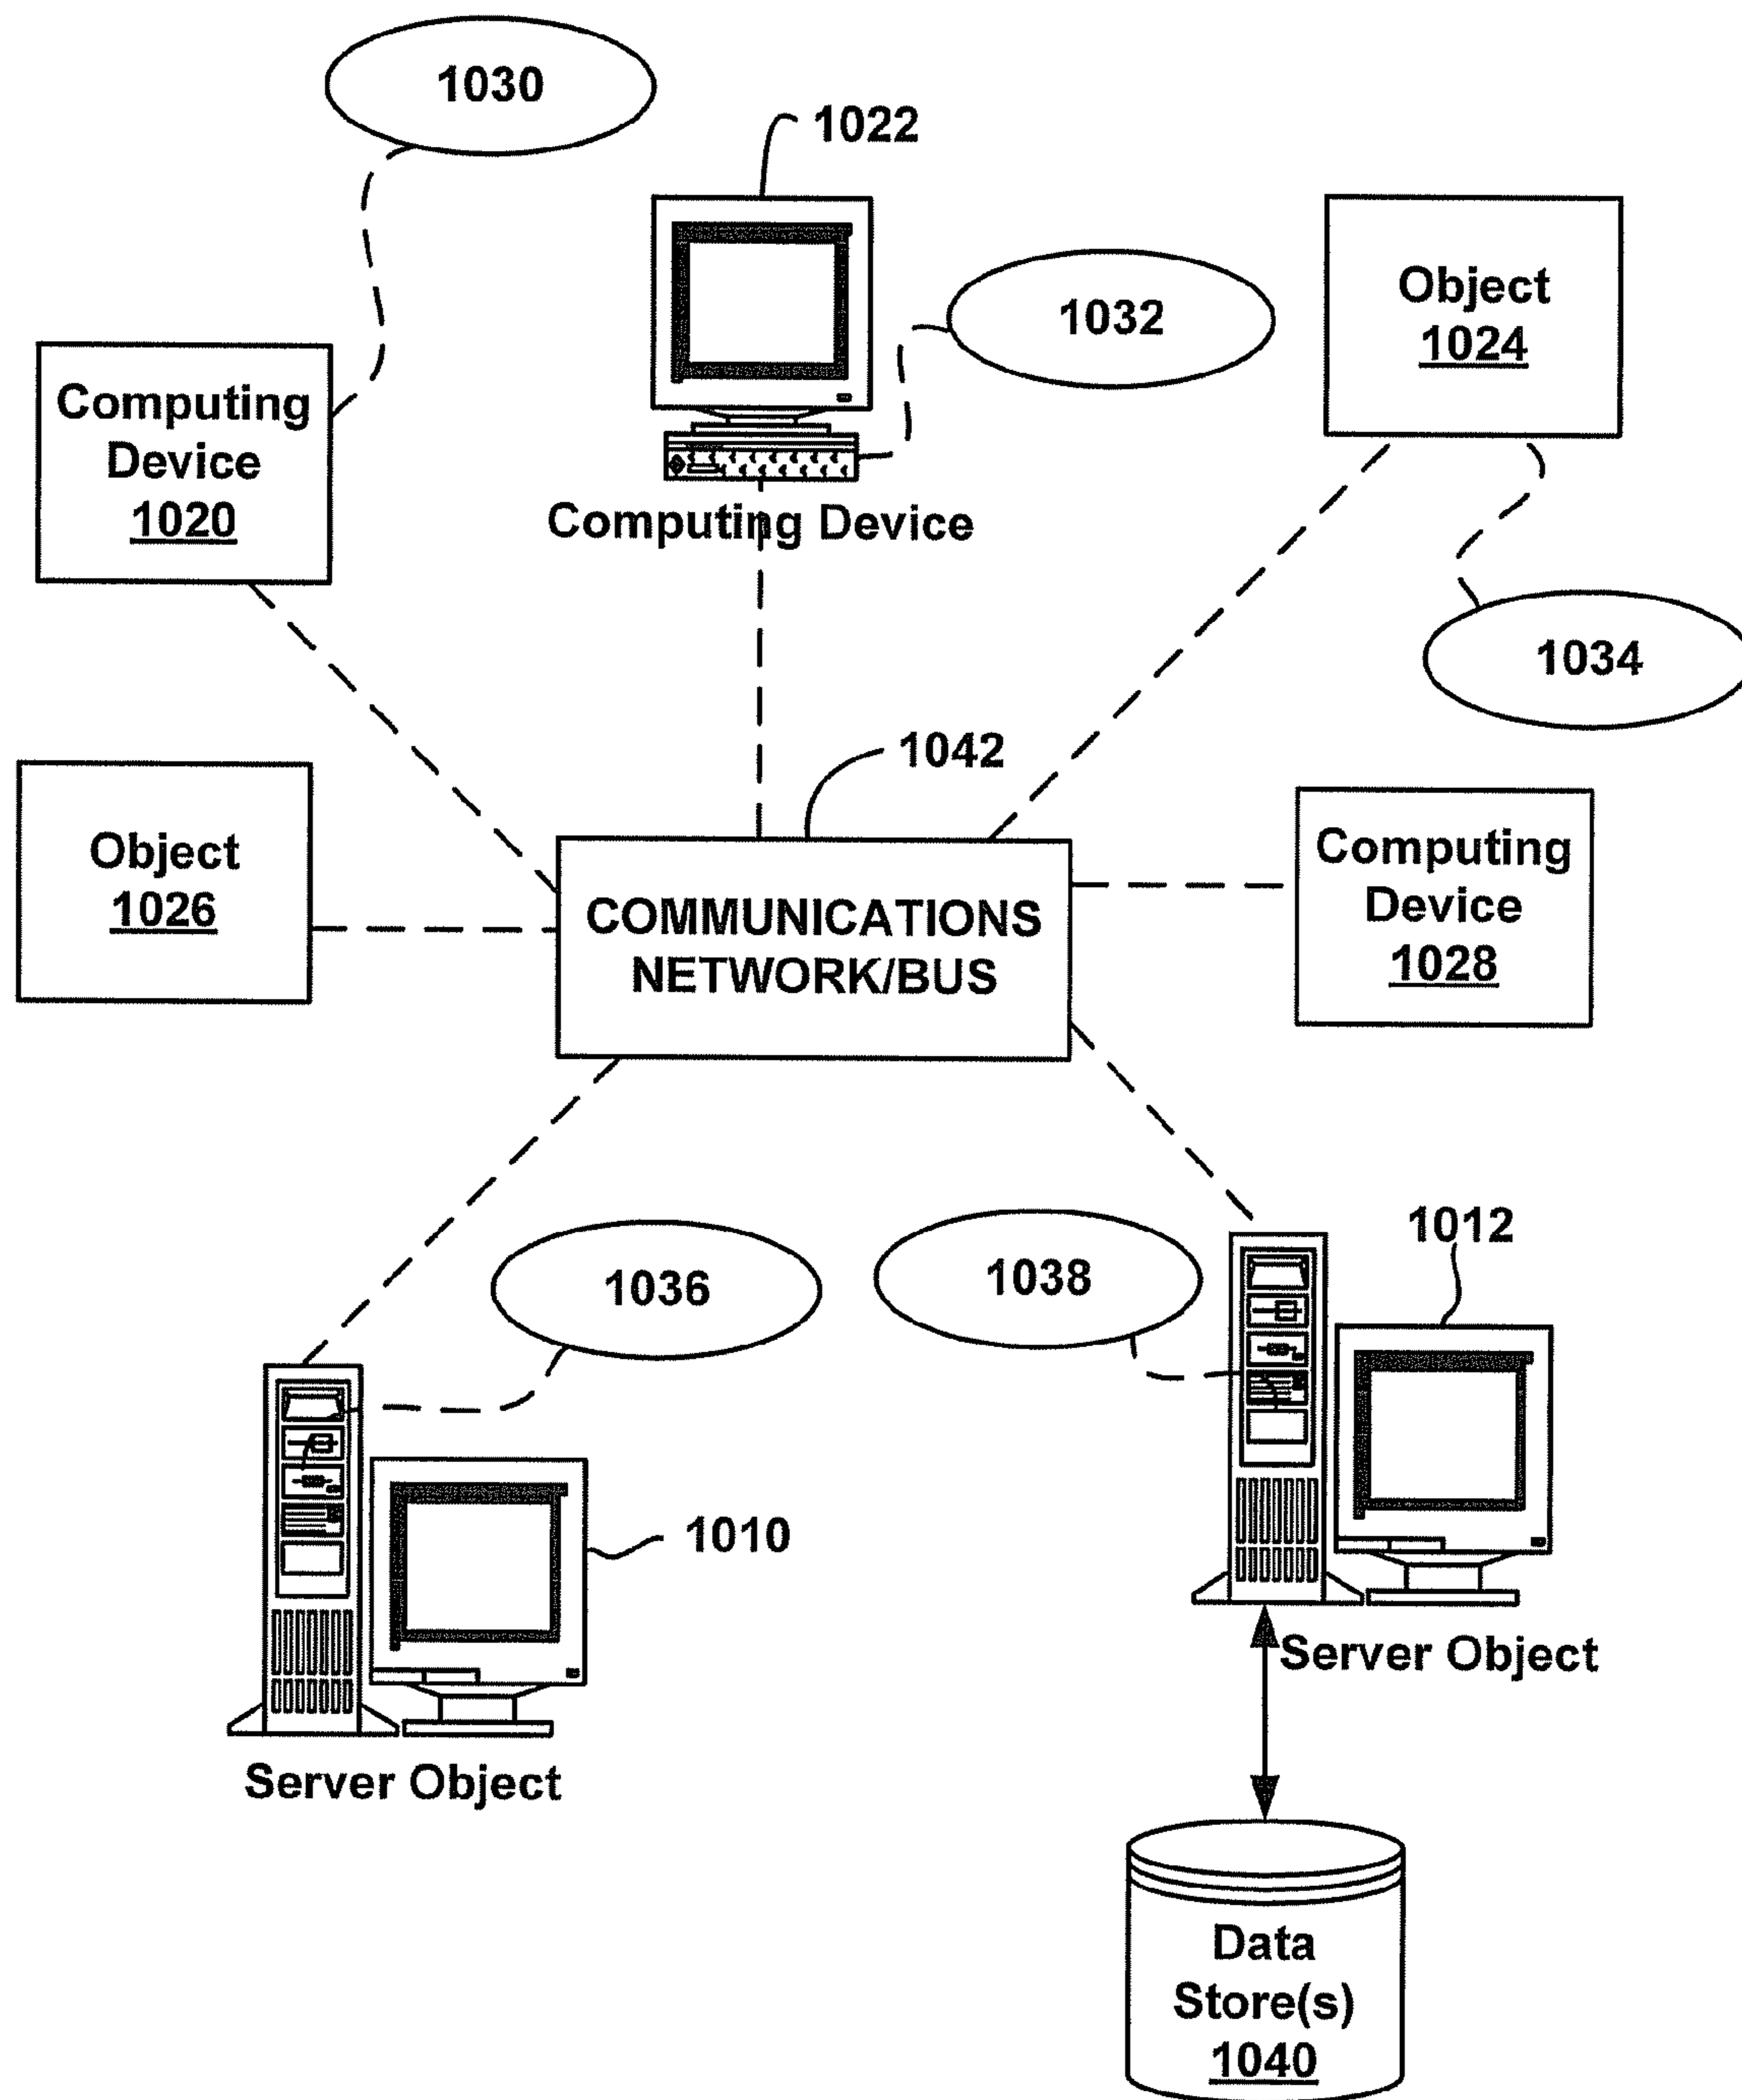 1030
1022
1032
Object
1024
Computing
Device
1020
Computing Device
1034
1042
Object
1026
COMMUNICATIONS
NETWORK/BUS
Computing
Device
1028
1036
1038
1012
1010
Server Object
Server Object
Data
Store(s)
1040